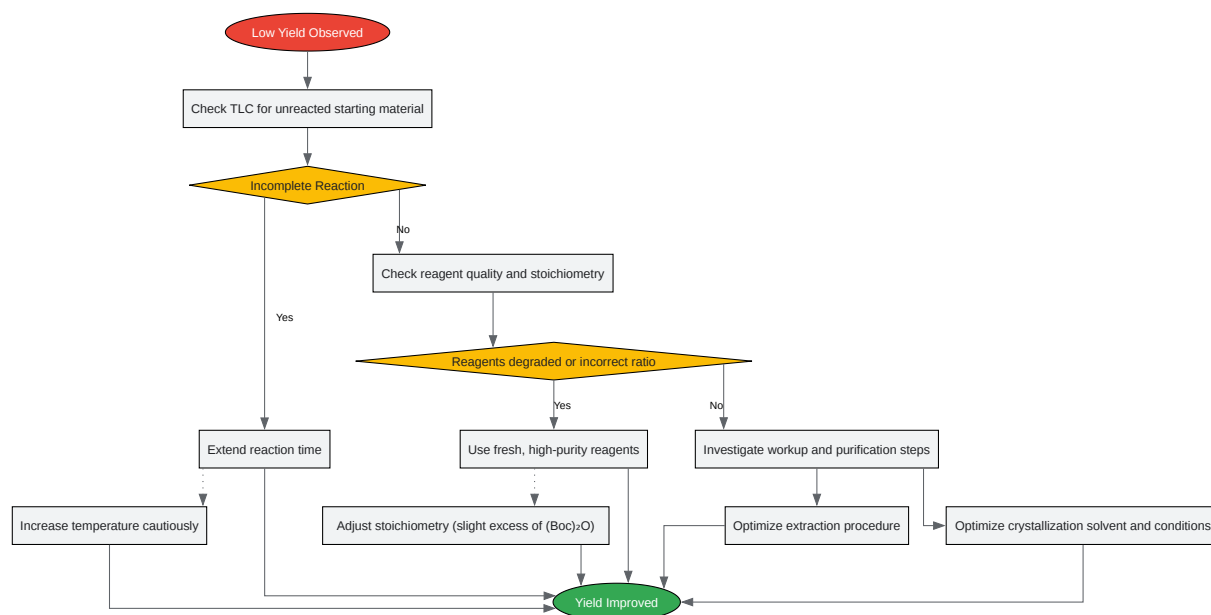 Low Yield Observed
Check TLC for unreacted starting material
Incomplete Reaction
No
Check reagent quality and stoichiometry
Yes
Reagents degraded or incorrect ratio
Yes
No
Extend reaction time
Use fresh, high-purity reagents
Investigate workup and purification steps
Increase temperature cautiously
Adjust stoichiometry (slight excess of (Boc)₂O)
Optimize extraction procedure
Optimize crystallization solvent and conditions
Yield Improved